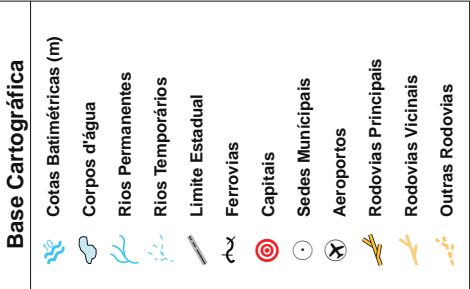 Base Cartográfica
Cotas Batimétricas (m)
Corpos d'água
Rios Permanentes
Rios Temporários
Limite Estadual
Ferrovias
Capitais
Sedes Munícipais
Aeroportos
Rodovias Principais
Rodovias Vicinais
Outras Rodovias